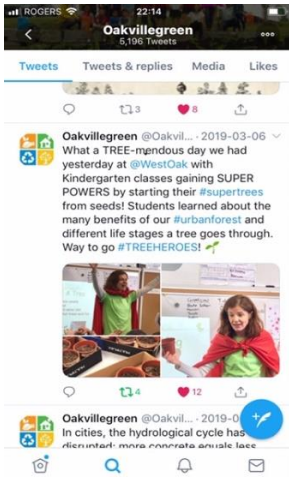 ROGERS 22:14
Oakvillegreen
5,196 Tweets
Tweets Tweets & replies Media Likes
3 8
Oakvillegreen @Oakvil... · 2019-03-06
What a TREE-mendous day we had
yesterday at @WestOak with
Kindergarten classes gaining SUPER
POWERS by starting their #supertrees
from seeds! Students learned about the
many benefits of our #urbanforest and
different life stages a tree goes through.
Way to go #TREEHEROES!
4 12
Oakvillegreen @Oakvil... · 2019-0
In cities, the hydrological cycle has
disrupted: more concrete equals less